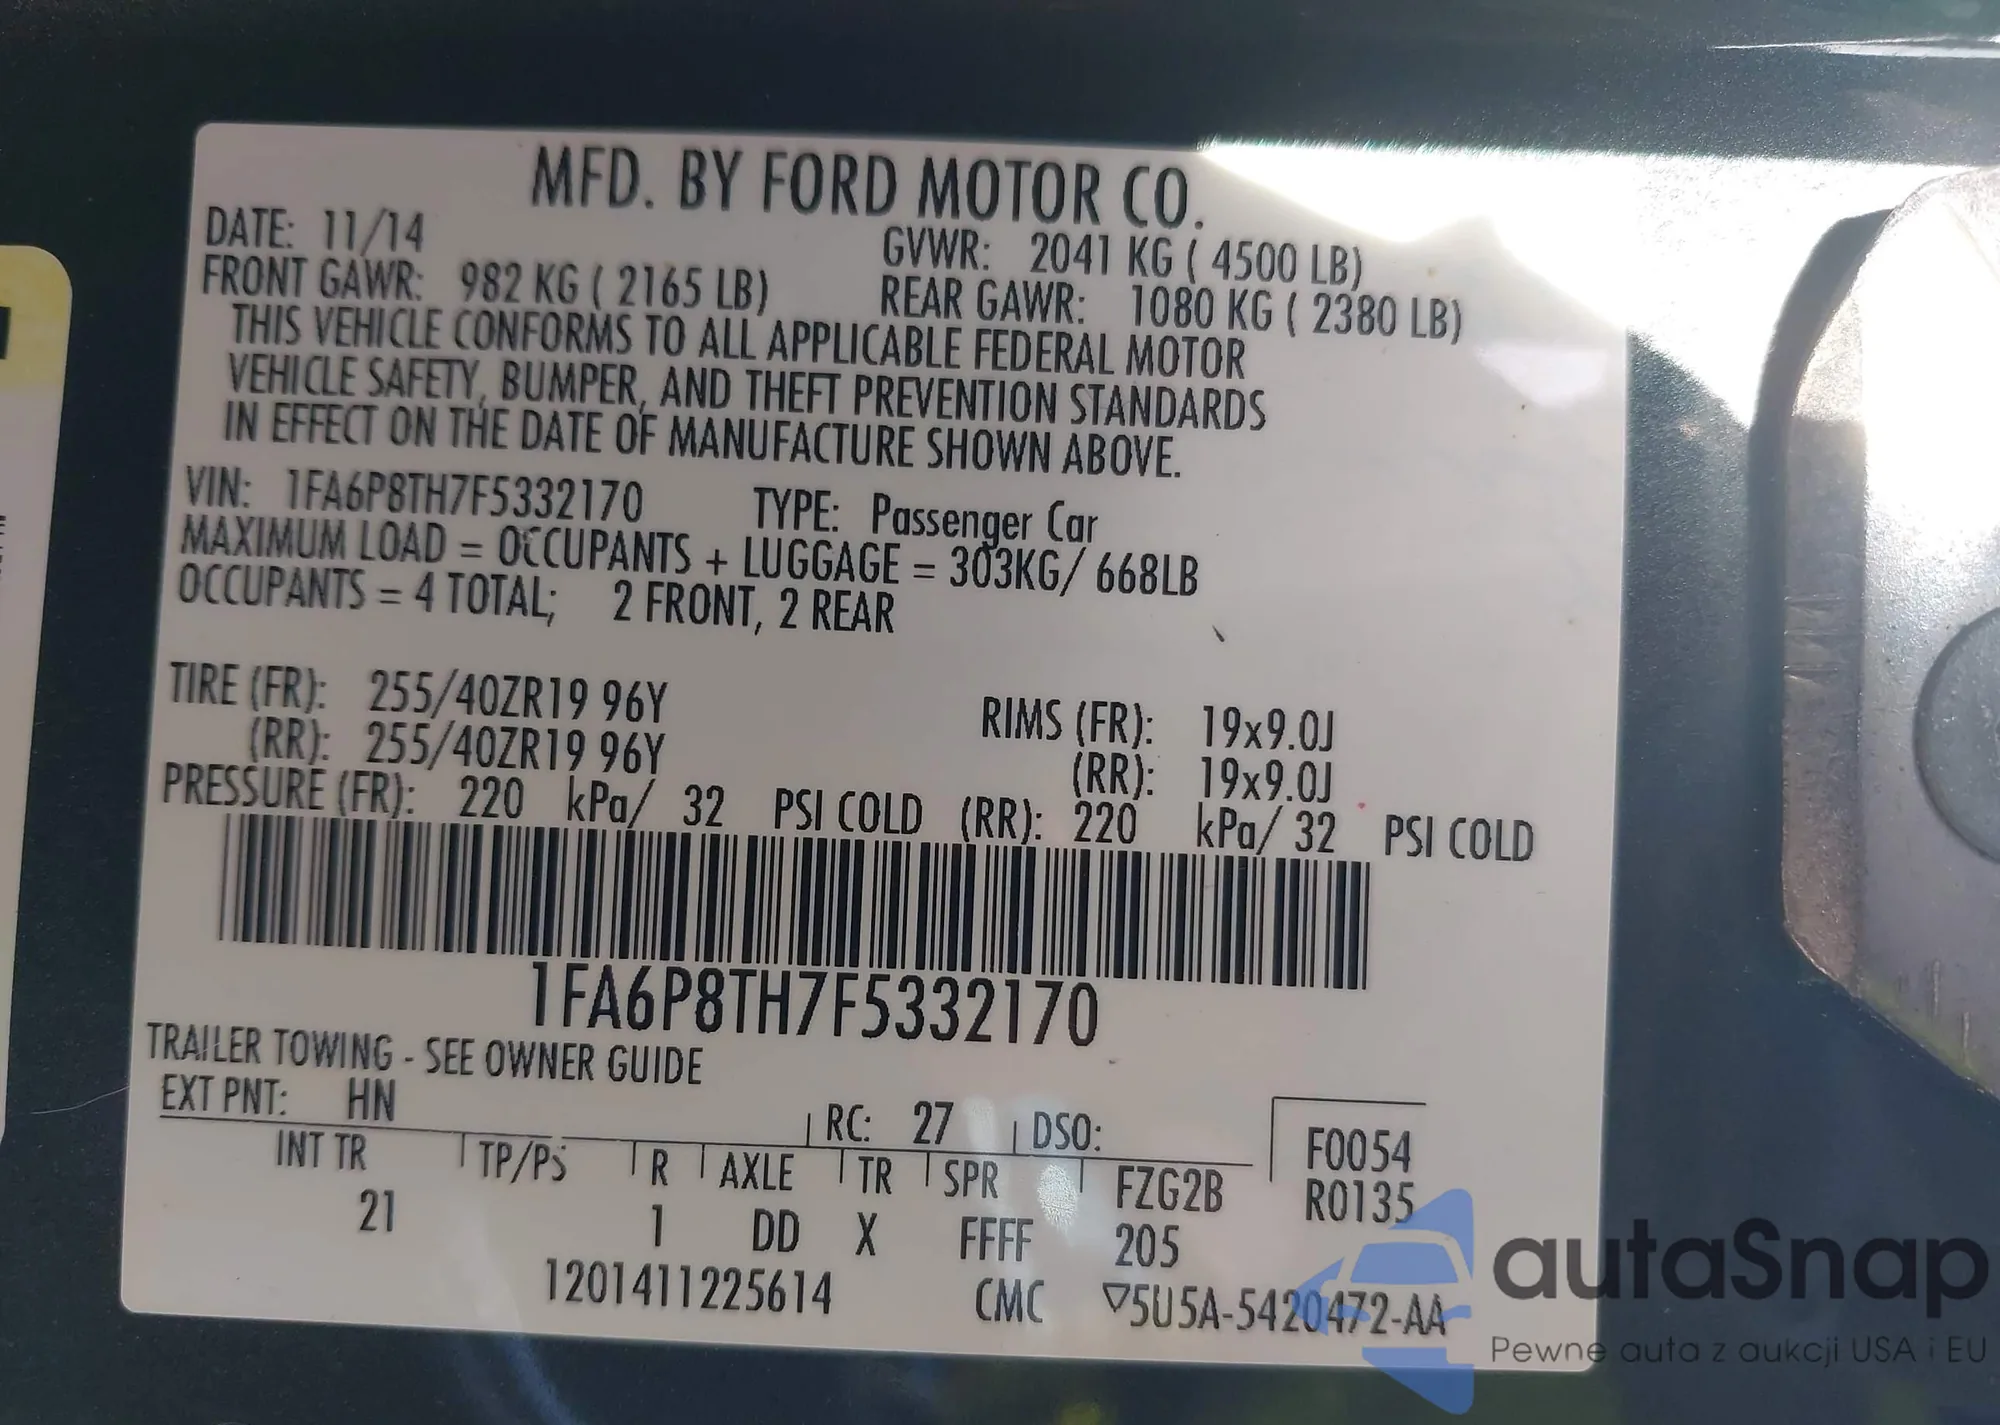 MFD. BY FORD MOTOR CO.
DATE: 11/14
GVWR: 2041 KG ( 4500 LB)
FRONT GAWR: 982 KG ( 2165 LB)
REAR GAWR: 1080 KG ( 2380 LB)
THIS VEHICLE CONFORMS TO ALL APPLICABLE FEDERAL MOTOR
VEHICLE SAFETY, BUMPER, AND THEFT PREVENTION STANDARDS
IN EFFECT ON THE DATE OF MANUFACTURE SHOWN ABOVE.
VIN: 1FA6P8TH7F5332170 TYPE: Passenger Car
MAXIMUM LOAD = OCCUPANTS + LUGGAGE = 303KG/ 668LB
OCCUPANTS = 4 TOTAL; 2 FRONT, 2 REAR
TIRE (FR): 255/40ZR19 96Y RIMS (FR): 19x9.0J
(RR): 255/40ZR19 96Y (RR): 19x9.0J
PRESSURE (FR): 220 kPa/ 32 PSI COLD (RR): 220 kPa/ 32 PSI COLD
1FA6P8TH7F5332170
TRAILER TOWING - SEE OWNER GUIDE
EXT PNT: HN RC: 27 DSO: F0054
INT TR TP/PS R AXLE TR SPR FZG2B R0135
21 1 DD X FFFF 205
1201411225614 CMC ▽5U5A-5420472-AA
autaSnap
Pewne auta z aukcji USA i EU